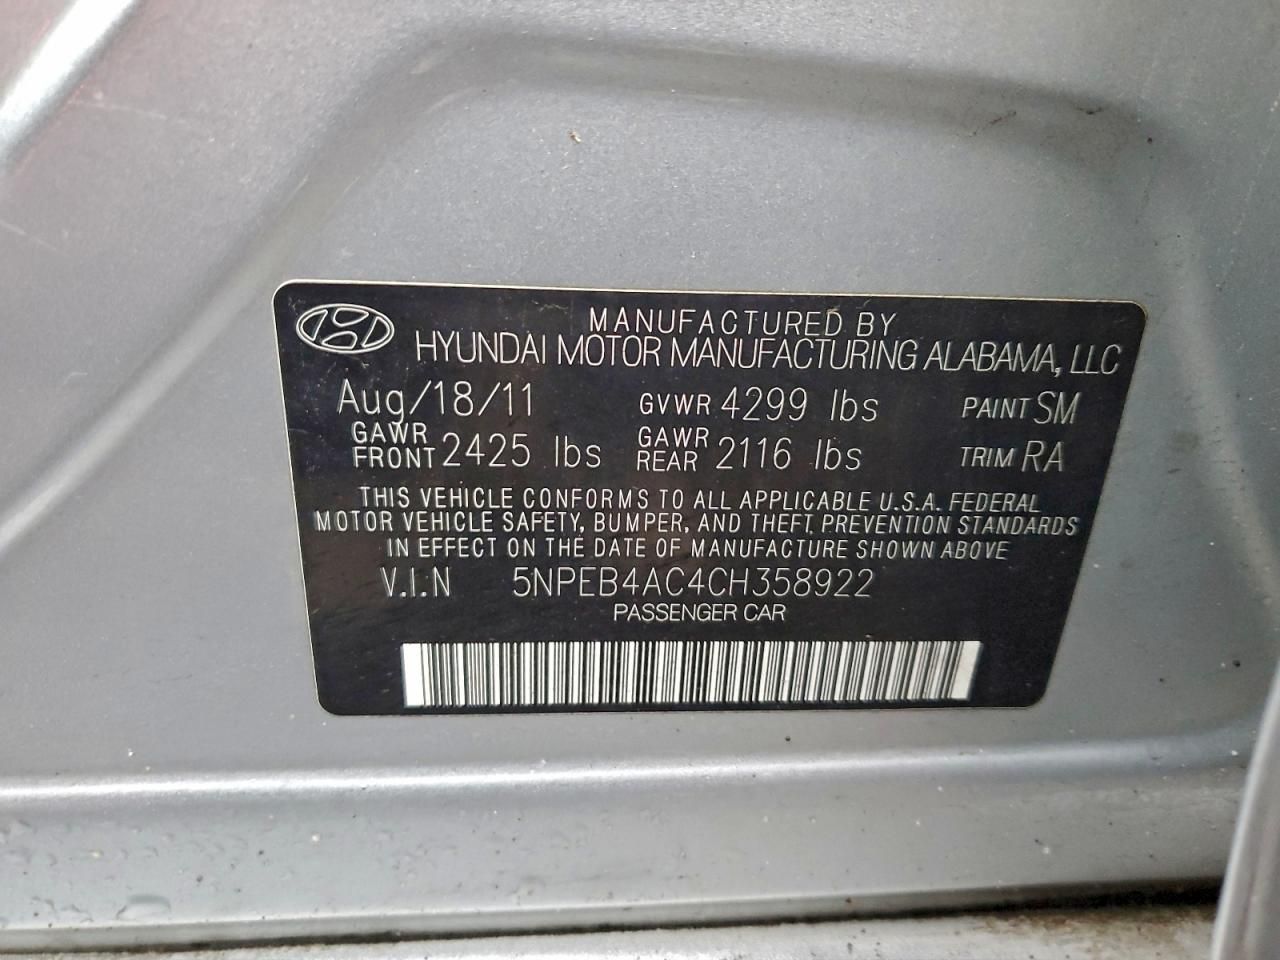 MANUFACTURED BY
HYUNDAI MOTOR MANUFACTURING ALABAMA, LLC
Aug/18/11 GVWR 4299 lbs PAINT SM
GAWR FRONT 2425 lbs GAWR REAR 2116 lbs TRIM RA
THIS VEHICLE CONFORMS TO ALL APPLICABLE U.S.A. FEDERAL
MOTOR VEHICLE SAFETY, BUMPER, AND THEFT, PREVENTION STANDARDS
IN EFFECT ON THE DATE OF MANUFACTURE SHOWN ABOVE
V.I.N 5NPEB4AC4CH358922
PASSENGER CAR